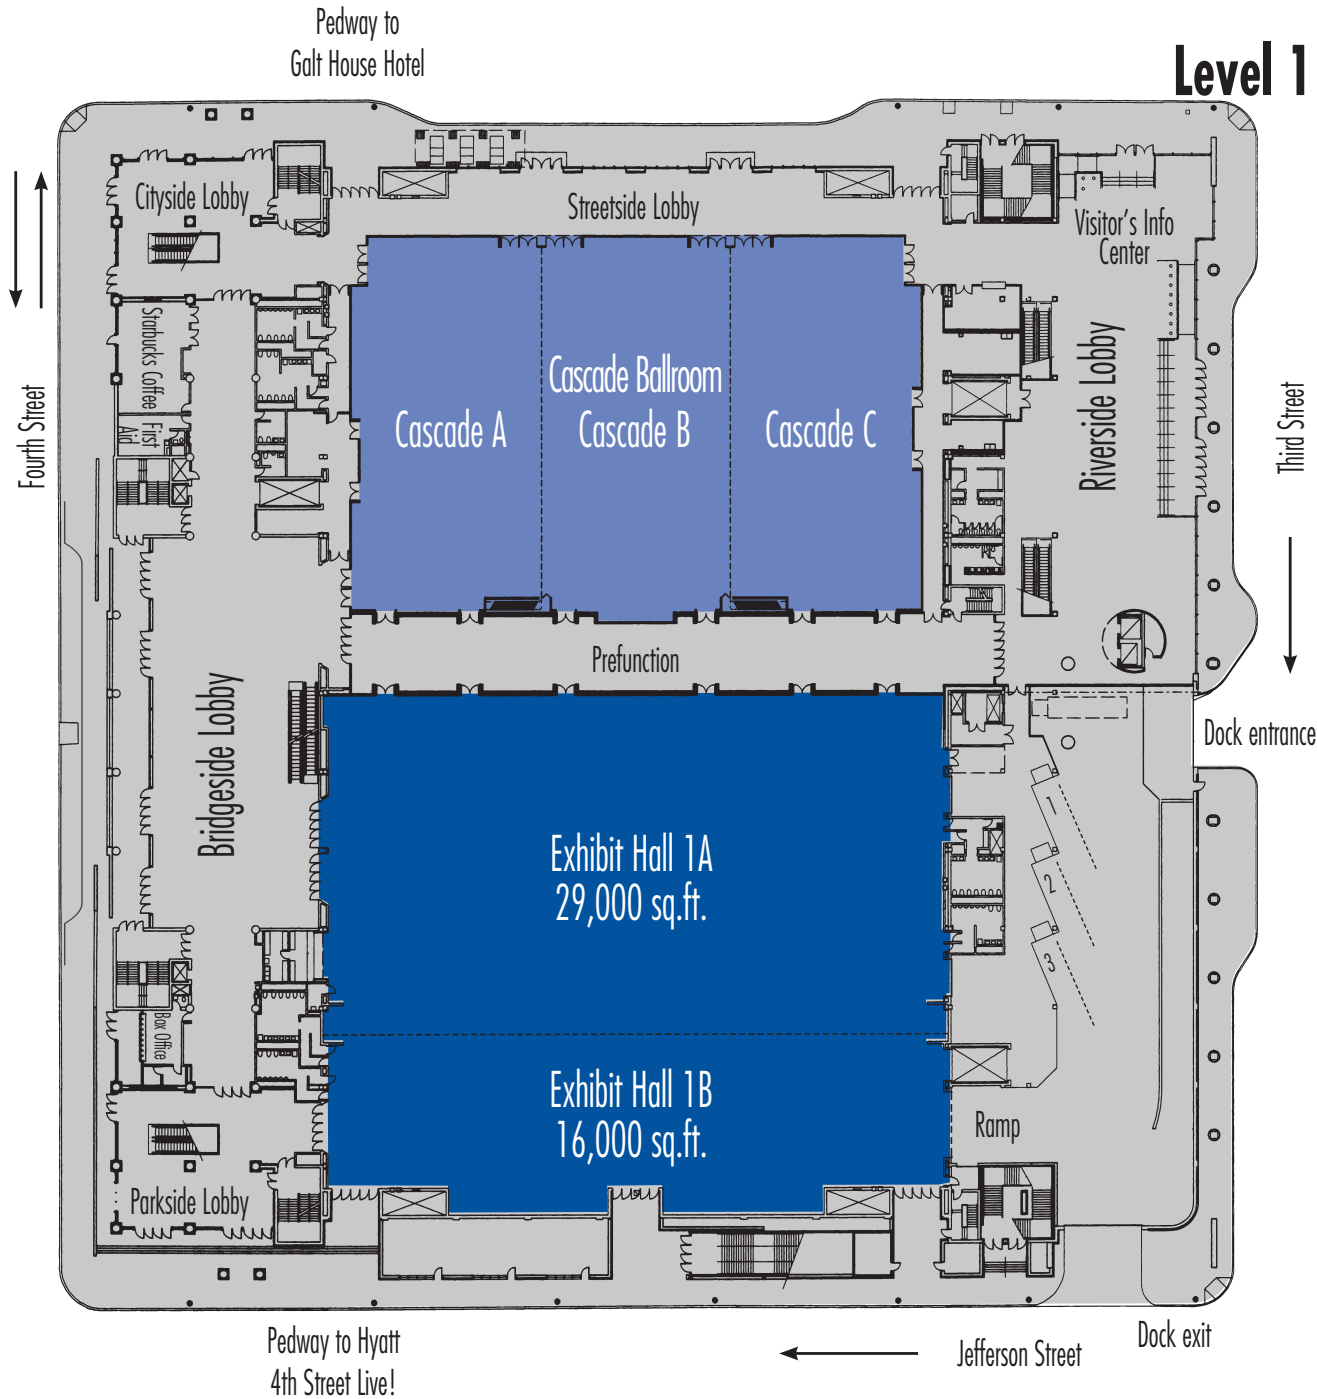 Pedway to
Galt House Hotel
Level 1
Cityside Lobby
Streetside Lobby
Visitor's Info
Center
Starbucks Coffee
First
Aid
Fourth Street
Cascade Ballroom
Cascade A
Cascade B
Cascade C
Riverside Lobby
Third Street
Prefunction
Bridgeside Lobby
Dock entrance
Exhibit Hall 1A
29,000 sq.ft.
1
2
3
Box Office
Exhibit Hall 1B
16,000 sq.ft.
Ramp
Parkside Lobby
Pedway to Hyatt
4th Street Live!
Jefferson Street
Dock exit